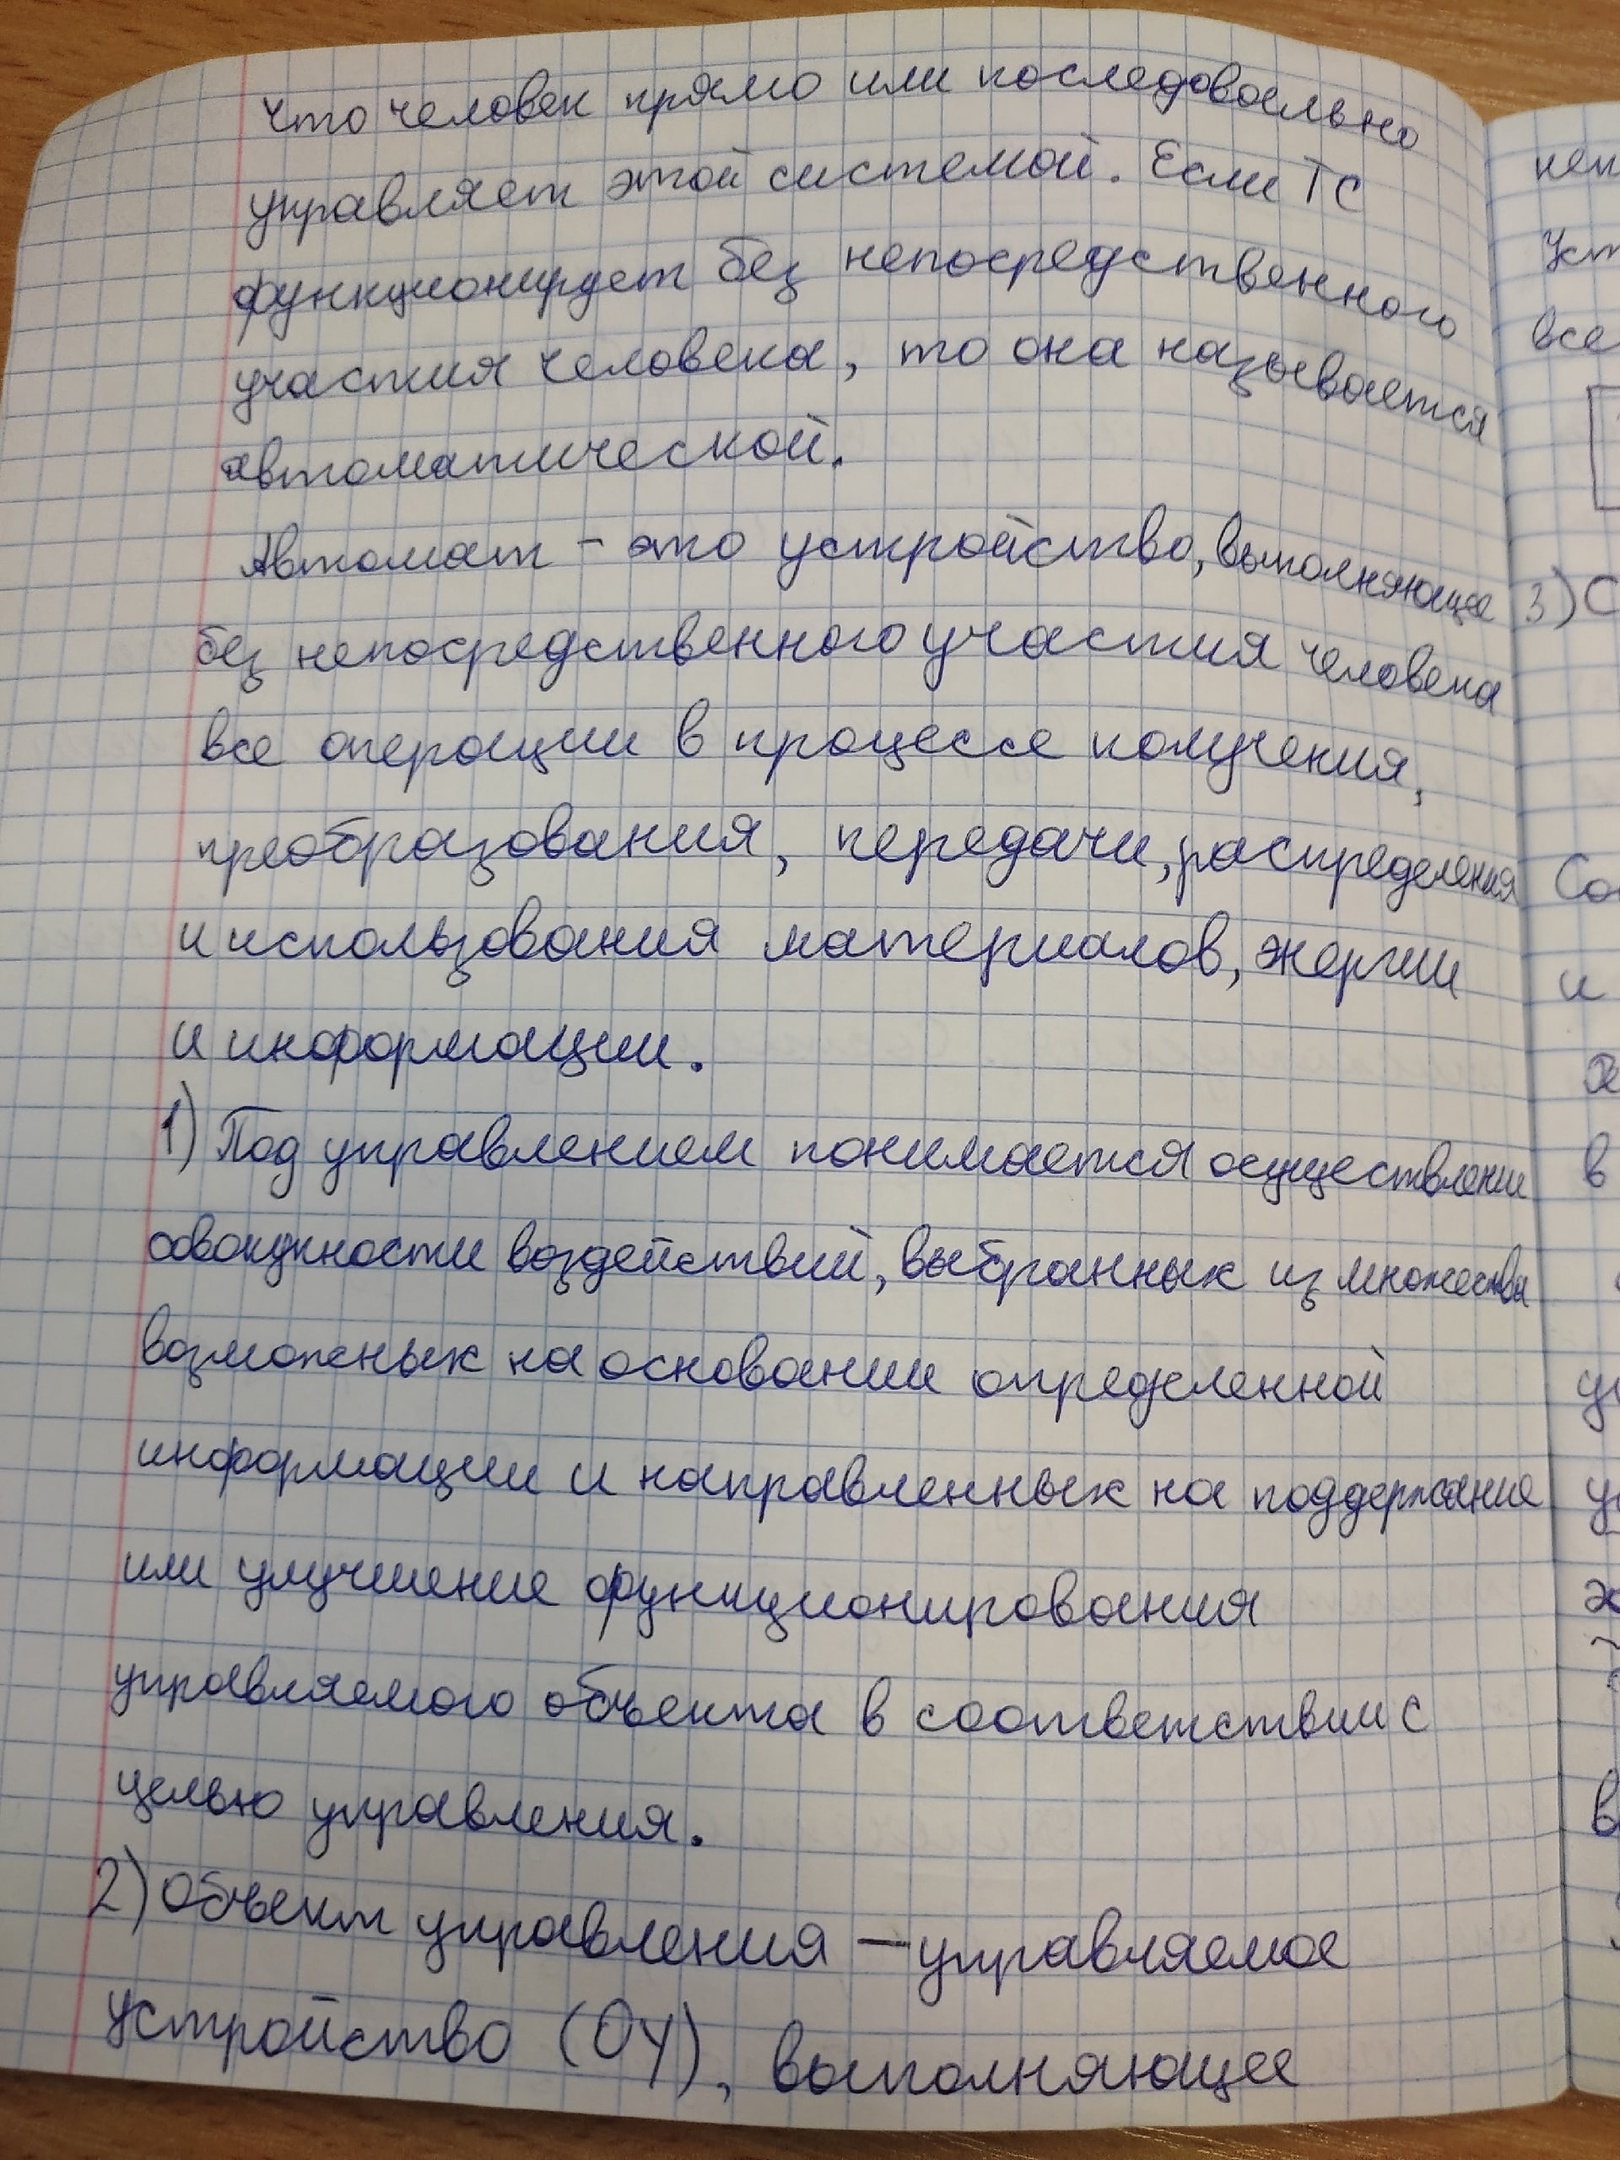 что человек прямо или последовоельно
управляет этой системой. Если ТС
функционирует без непосредственного
участия человека, то она называется
автоматической.
Автомат - это устройство, выполняющее
без непосредственного участия человека
все операции в процессе получения,
преобразования, передачи, распределения
и использования материалов, энергии
и информации.
1) Под управлением понимается осуществление
совокупности воздействий, выбранных из множества
возможных на основании определенной
информации и направленных на поддержание
или улучшение функционирования
управляемого объекта в соответствии с
целью управления.
2) Объект управления — управляемое
устройство (ОУ), выполняющее
неп
Уст
все
3) С
Со
и
в